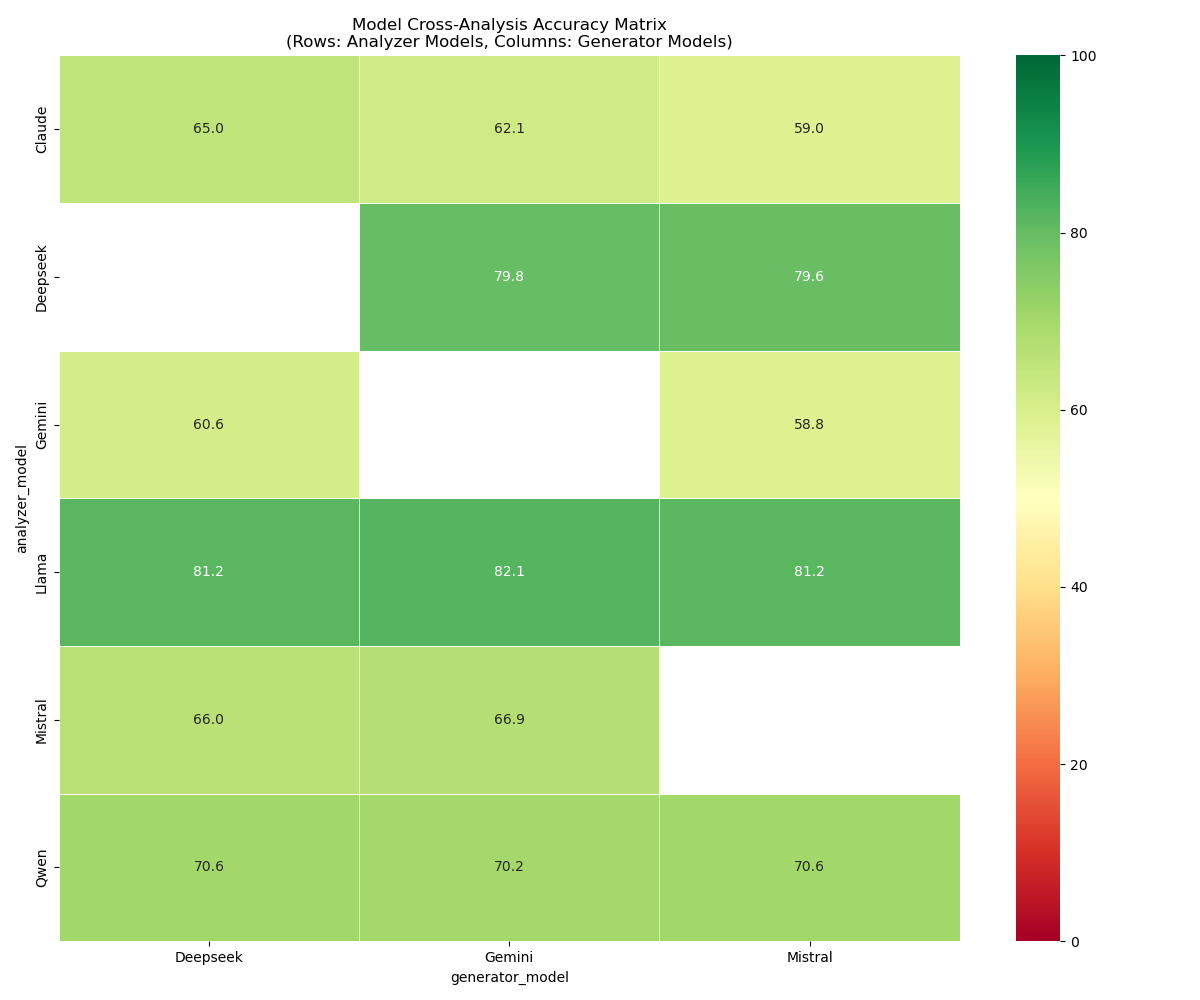 Model Cross-Analysis Accuracy Matrix
(Rows: Analyzer Models, Columns: Generator Models)
analyzer_model
Claude
65.0
62.1
59.0
Deepseek
79.8
79.6
Gemini
60.6
58.8
Llama
81.2
82.1
81.2
Mistral
66.0
66.9
Qwen
70.6
70.2
70.6
Deepseek
Gemini
Mistral
generator_model
100
80
60
40
20
0